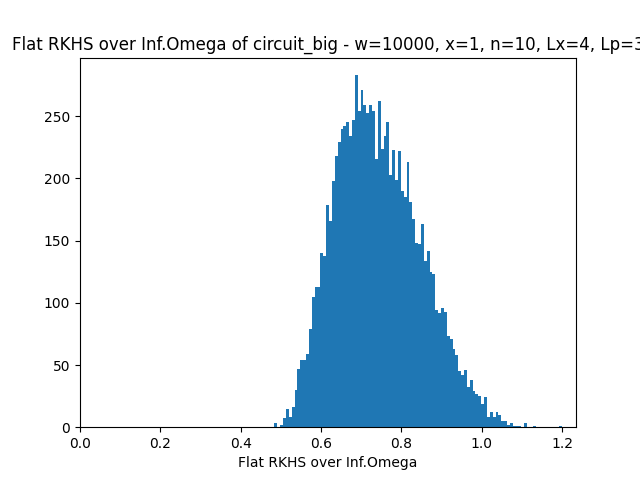 Flat RKHS over Inf.Omega of circuit_big - w=10000, x=1, n=10, Lx=4, Lp=3
250
200
150
100
50
0
0.0 0.2 0.4 0.6 0.8 1.0 1.2
Flat RKHS over Inf.Omega